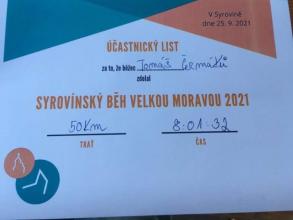 V Syrovíně
dne 25. 9. 2021
ÚČASTNICKÝ LIST
za to, že běžec Tomáš Čermáků
zdolal
SYROVÍNSKÝ BĚH VELKOU MORAVOU 2021
50km 8:01:32
TRAŤ ČAS